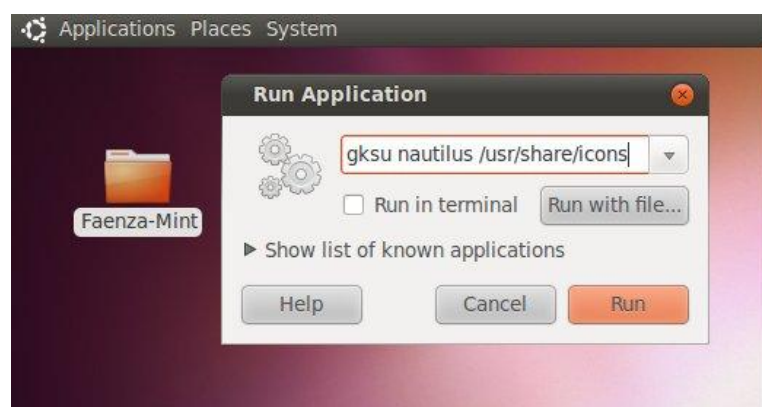 Applications Places System
Run Application
gksu nautilus /usr/share/icons
Run in terminal Run with file...
Faenza-Mint
Show list of known applications
Help Cancel Run